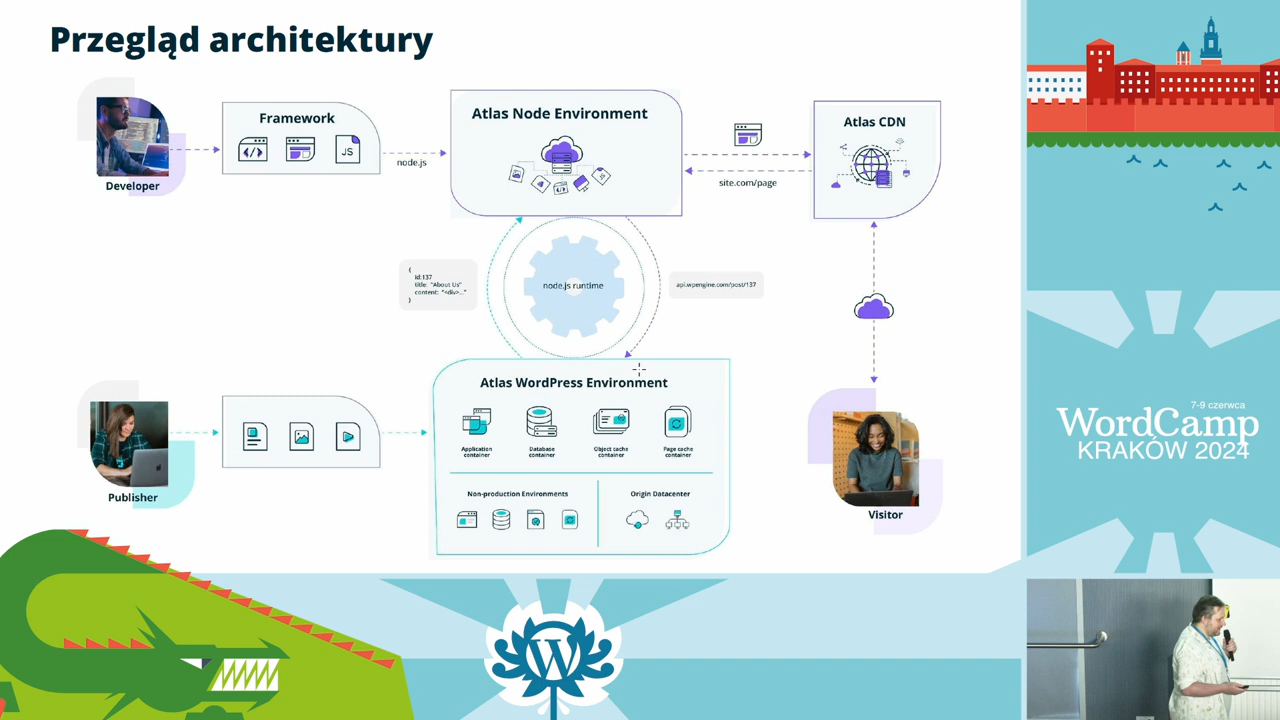 Przegląd architektury
Developer
Framework
JS
node.js
Atlas Node Environment
site.com/page
Atlas CDN
{
id:137
title: "About Us"
content: "<div>..."
}
node.js runtime
api.wpengine.com/post/137
Publisher
Atlas WordPress Environment
Application container
Database container
Object cache container
Page cache container
Non-production Environments
Origin Datacenter
Visitor
7-9 czerwca
WordCamp
KRAKÓW 2024
W